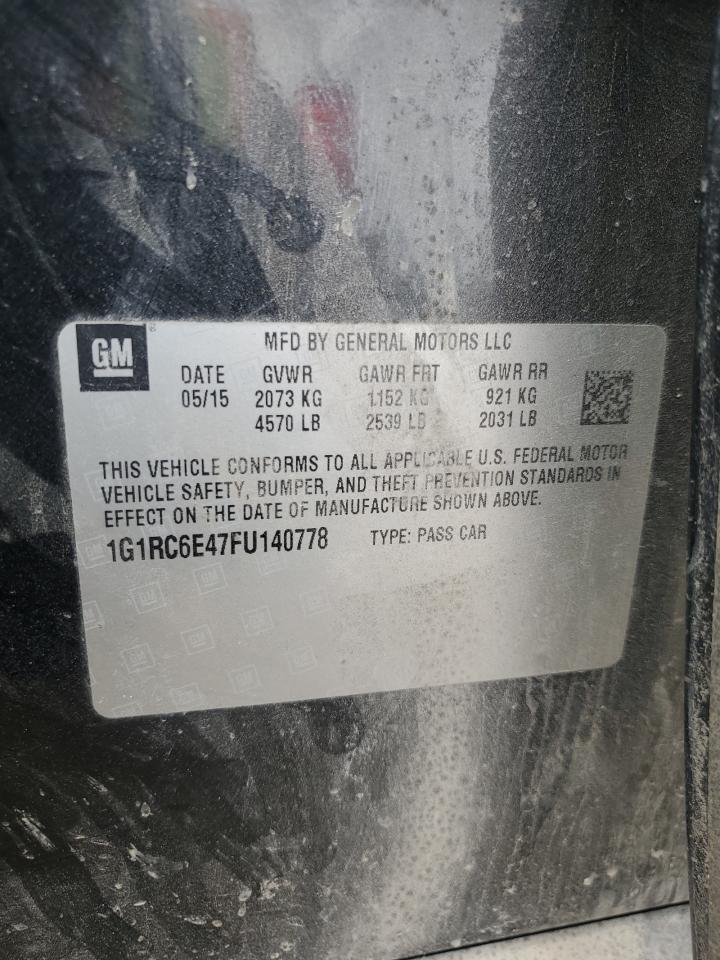 GM
MFD BY GENERAL MOTORS LLC
DATE GVWR GAWR FRT GAWR RR
05/15 2073 KG 1152 KG 921 KG
4570 LB 2539 LB 2031 LB
THIS VEHICLE CONFORMS TO ALL APPLICABLE U.S. FEDERAL MOTOR
VEHICLE SAFETY, BUMPER, AND THEFT PREVENTION STANDARDS IN
EFFECT ON THE DATE OF MANUFACTURE SHOWN ABOVE.
1G1RC6E47FU140778 TYPE: PASS CAR